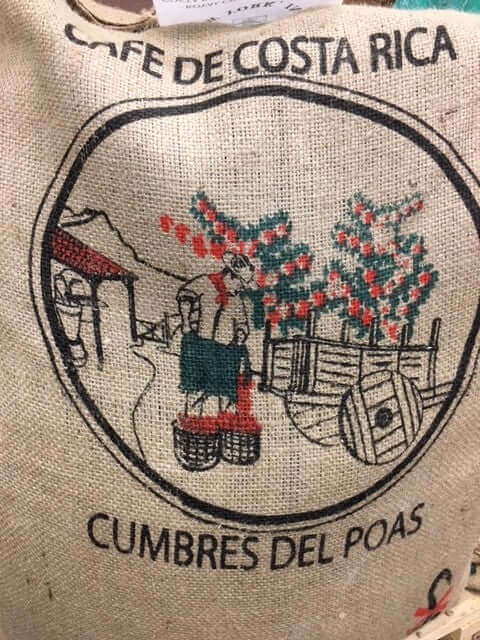 CAFE DE COSTA RICA
CUMBRES DEL POAS